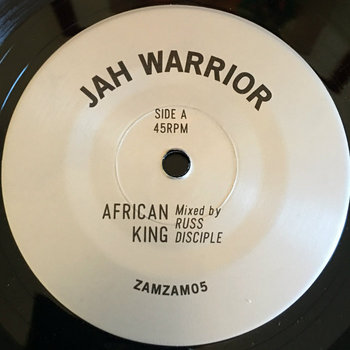 JAH WARRIOR
SIDE A
45RPM
AFRICAN KING
Mixed by
RUSS
DISCIPLE
ZAMZAM05